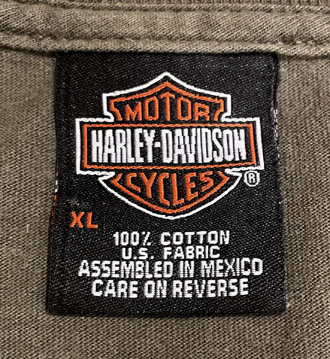 MOTOR
HARLEY-DAVIDSON
CYCLES
®
XL
100% COTTON
U.S. FABRIC
ASSEMBLED IN MEXICO
CARE ON REVERSE